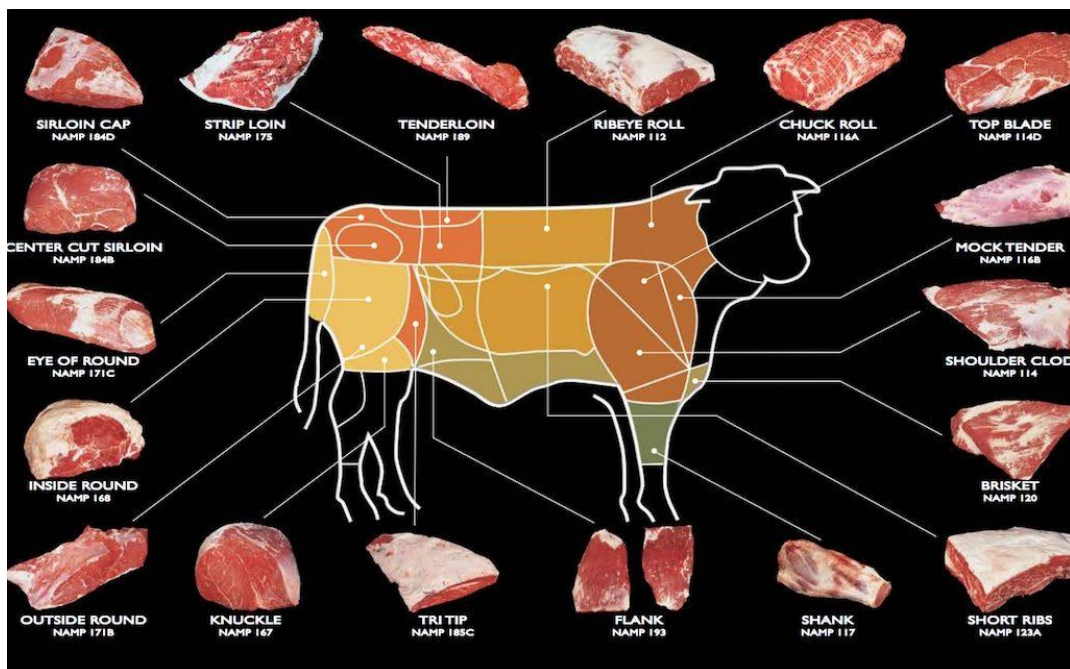 SIRLOIN CAP
NAMP 184D
STRIP LOIN
NAMP 175
TENDERLOIN
NAMP 189
RIBEYE ROLL
NAMP 112
CHUCK ROLL
NAMP 116A
TOP BLADE
NAMP 114D
CENTER CUT SIRLOIN
NAMP 184B
MOCK TENDER
NAMP 116B
EYE OF ROUND
NAMP 171C
SHOULDER CLOD
NAMP 114
INSIDE ROUND
NAMP 168
BRISKET
NAMP 120
OUTSIDE ROUND
NAMP 171B
KNUCKLE
NAMP 167
TRI TIP
NAMP 185C
FLANK
NAMP 193
SHANK
NAMP 117
SHORT RIBS
NAMP 123A